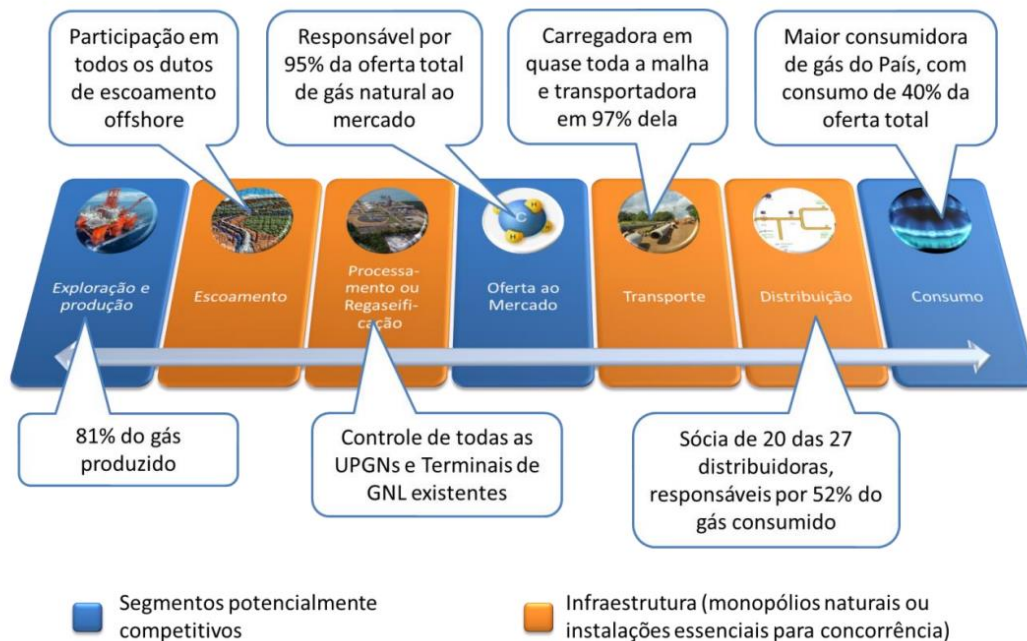 Participação em
todos os dutos
de escoamento
offshore
Responsável por
95% da oferta total
de gás natural ao
mercado
Carregadora em
quase toda a malha
e transportadora
em 97% dela
Maior consumidora
de gás do País, com
consumo de 40% da
oferta total
Exploração e
produção
Escoamento
Processa-
mento ou
Regaseifi-
cação
C
H
H
Oferta ao
Mercado
Transporte
Distribuição
Consumo
81% do gás
produzido
Controle de todas as
UPGNs e Terminais de
GNL existentes
Sócia de 20 das 27
distribuidoras,
responsáveis por 52% do
gás consumido
Segmentos potencialmente
competitivos
Infraestrutura (monopólios naturais ou
instalações essenciais para concorrência)